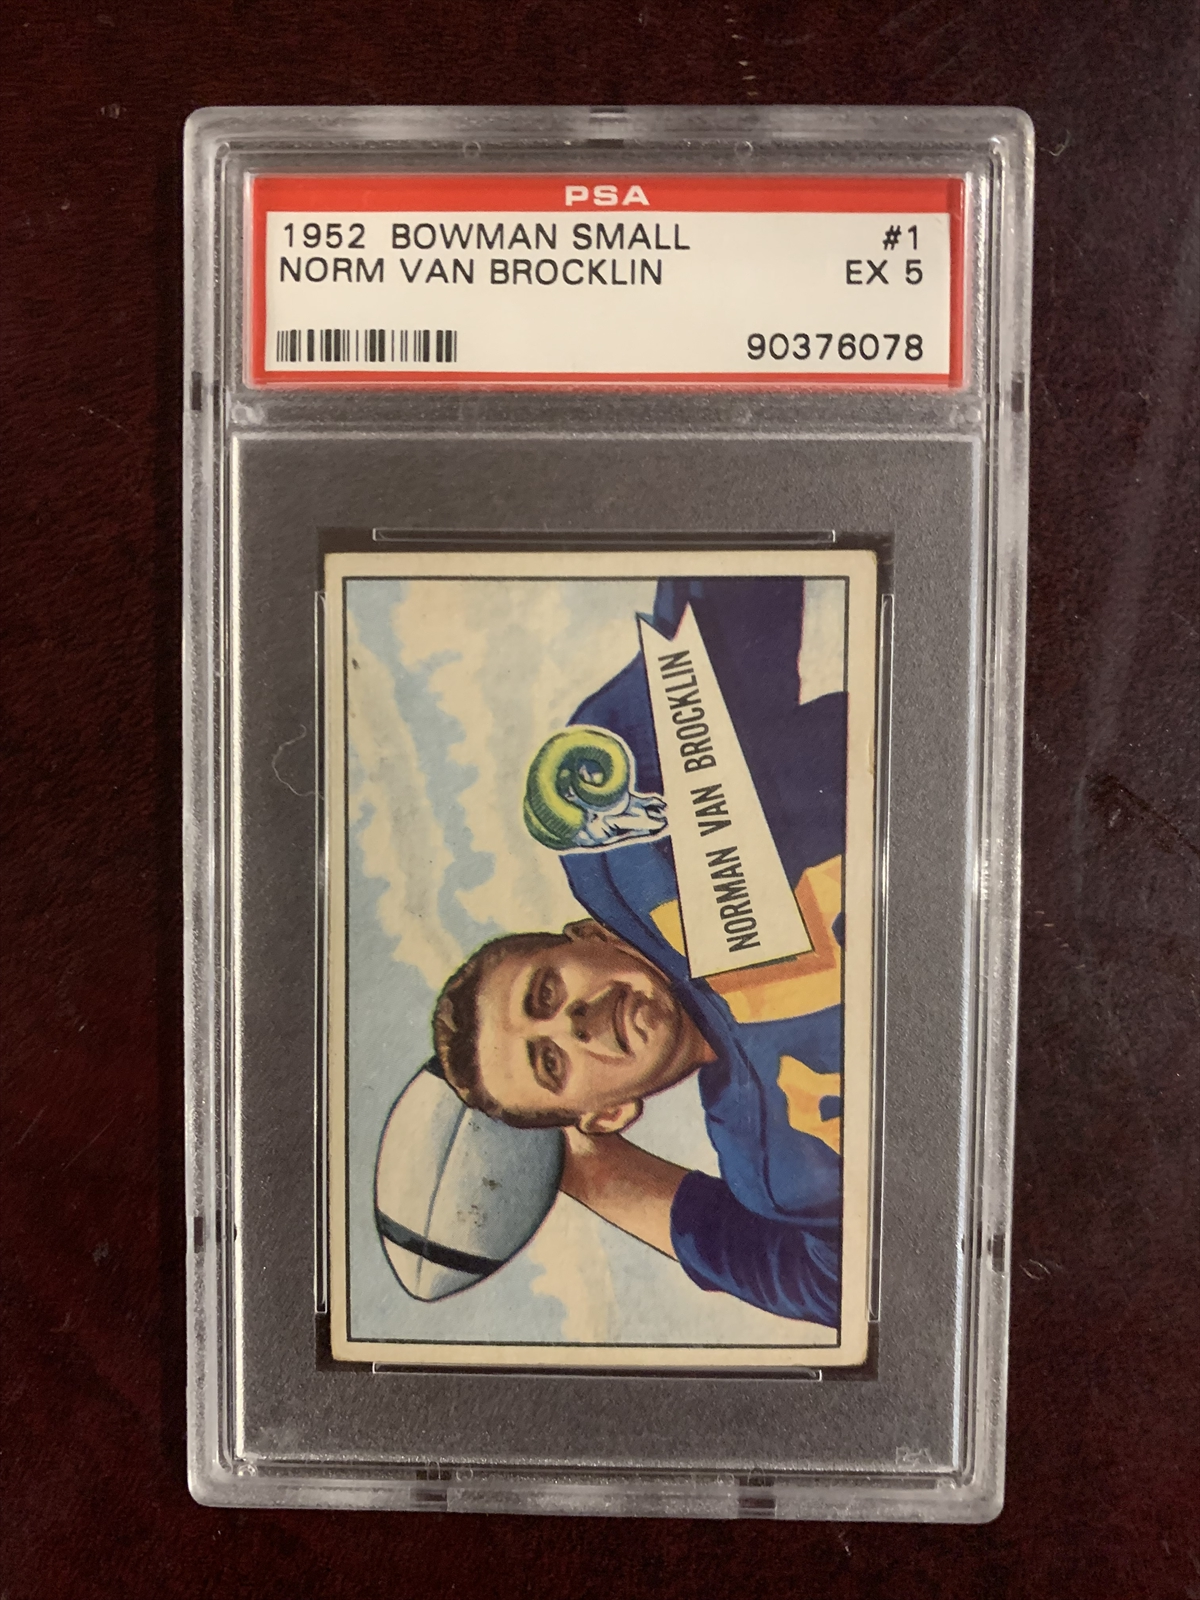 PSA
1952 BOWMAN SMALL #1
NORM VAN BROCKLIN EX 5
90376078
NORMAN VAN BROCKLIN